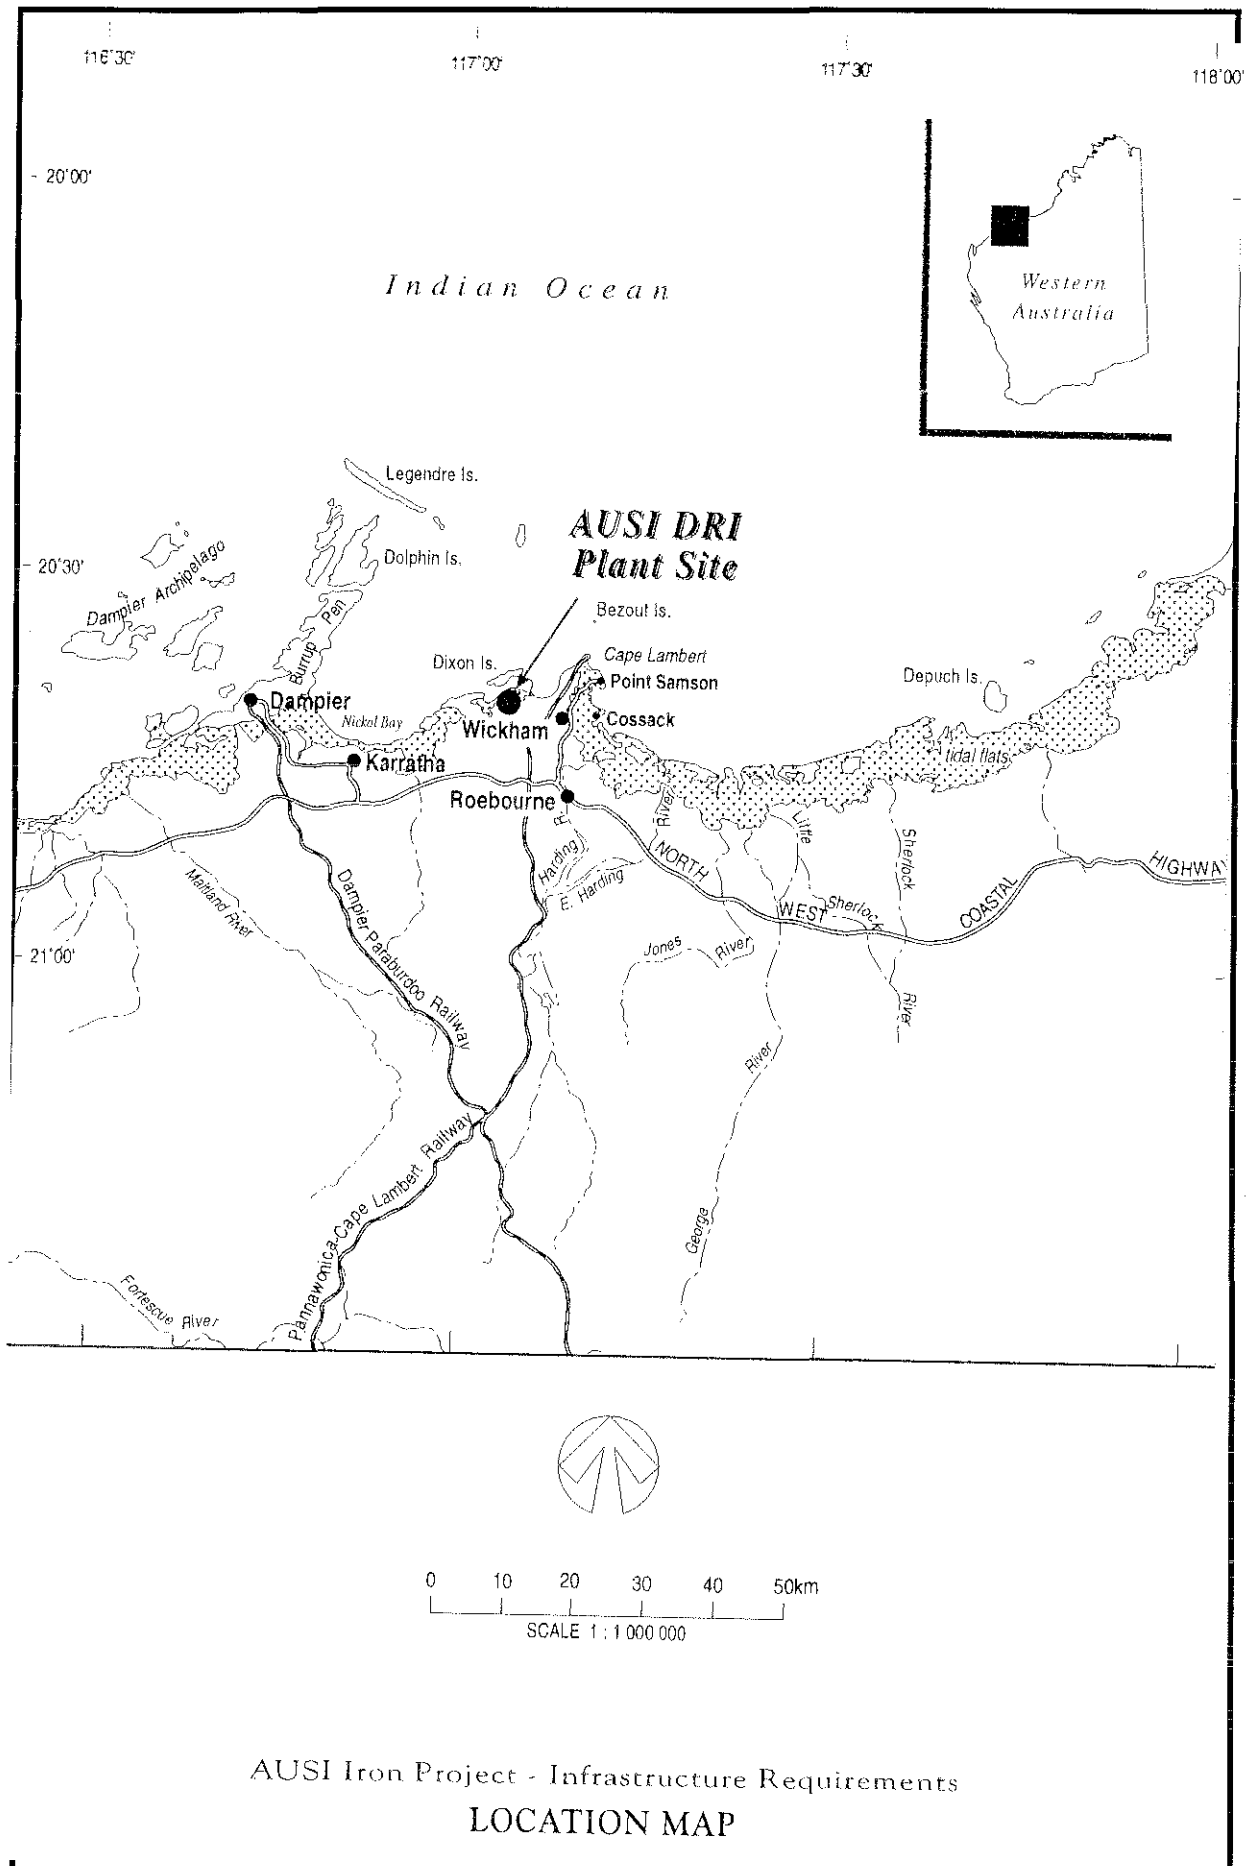 116°30'
117°00'
117°30'
118°00'
20°00'
Indian Ocean
Western
Australia
Legendre Is.
AUSI DRI
Plant Site
Dolphin Is.
20°30'
Dampier Archipelago
Burrup Pen
Bezout Is.
Dixon Is.
Cape Lambert
Point Samson
Depuch Is.
Dampier
Nickol Bay
Wickham
Cossack
tidal flats
Karratha
Roebourne
Harding R
River
E. Harding
NORTH WEST COASTAL HIGHWAY
Little Sherlock
Sherlock River
Maitland River
Dampier-Paraburdoo Railway
Jones River
21°00'
George River
Pannawonica-Cape Lambert Railway
Fortescue River
0 10 20 30 40 50km
SCALE 1 : 1 000 000
AUSI Iron Project - Infrastructure Requirements
LOCATION MAP